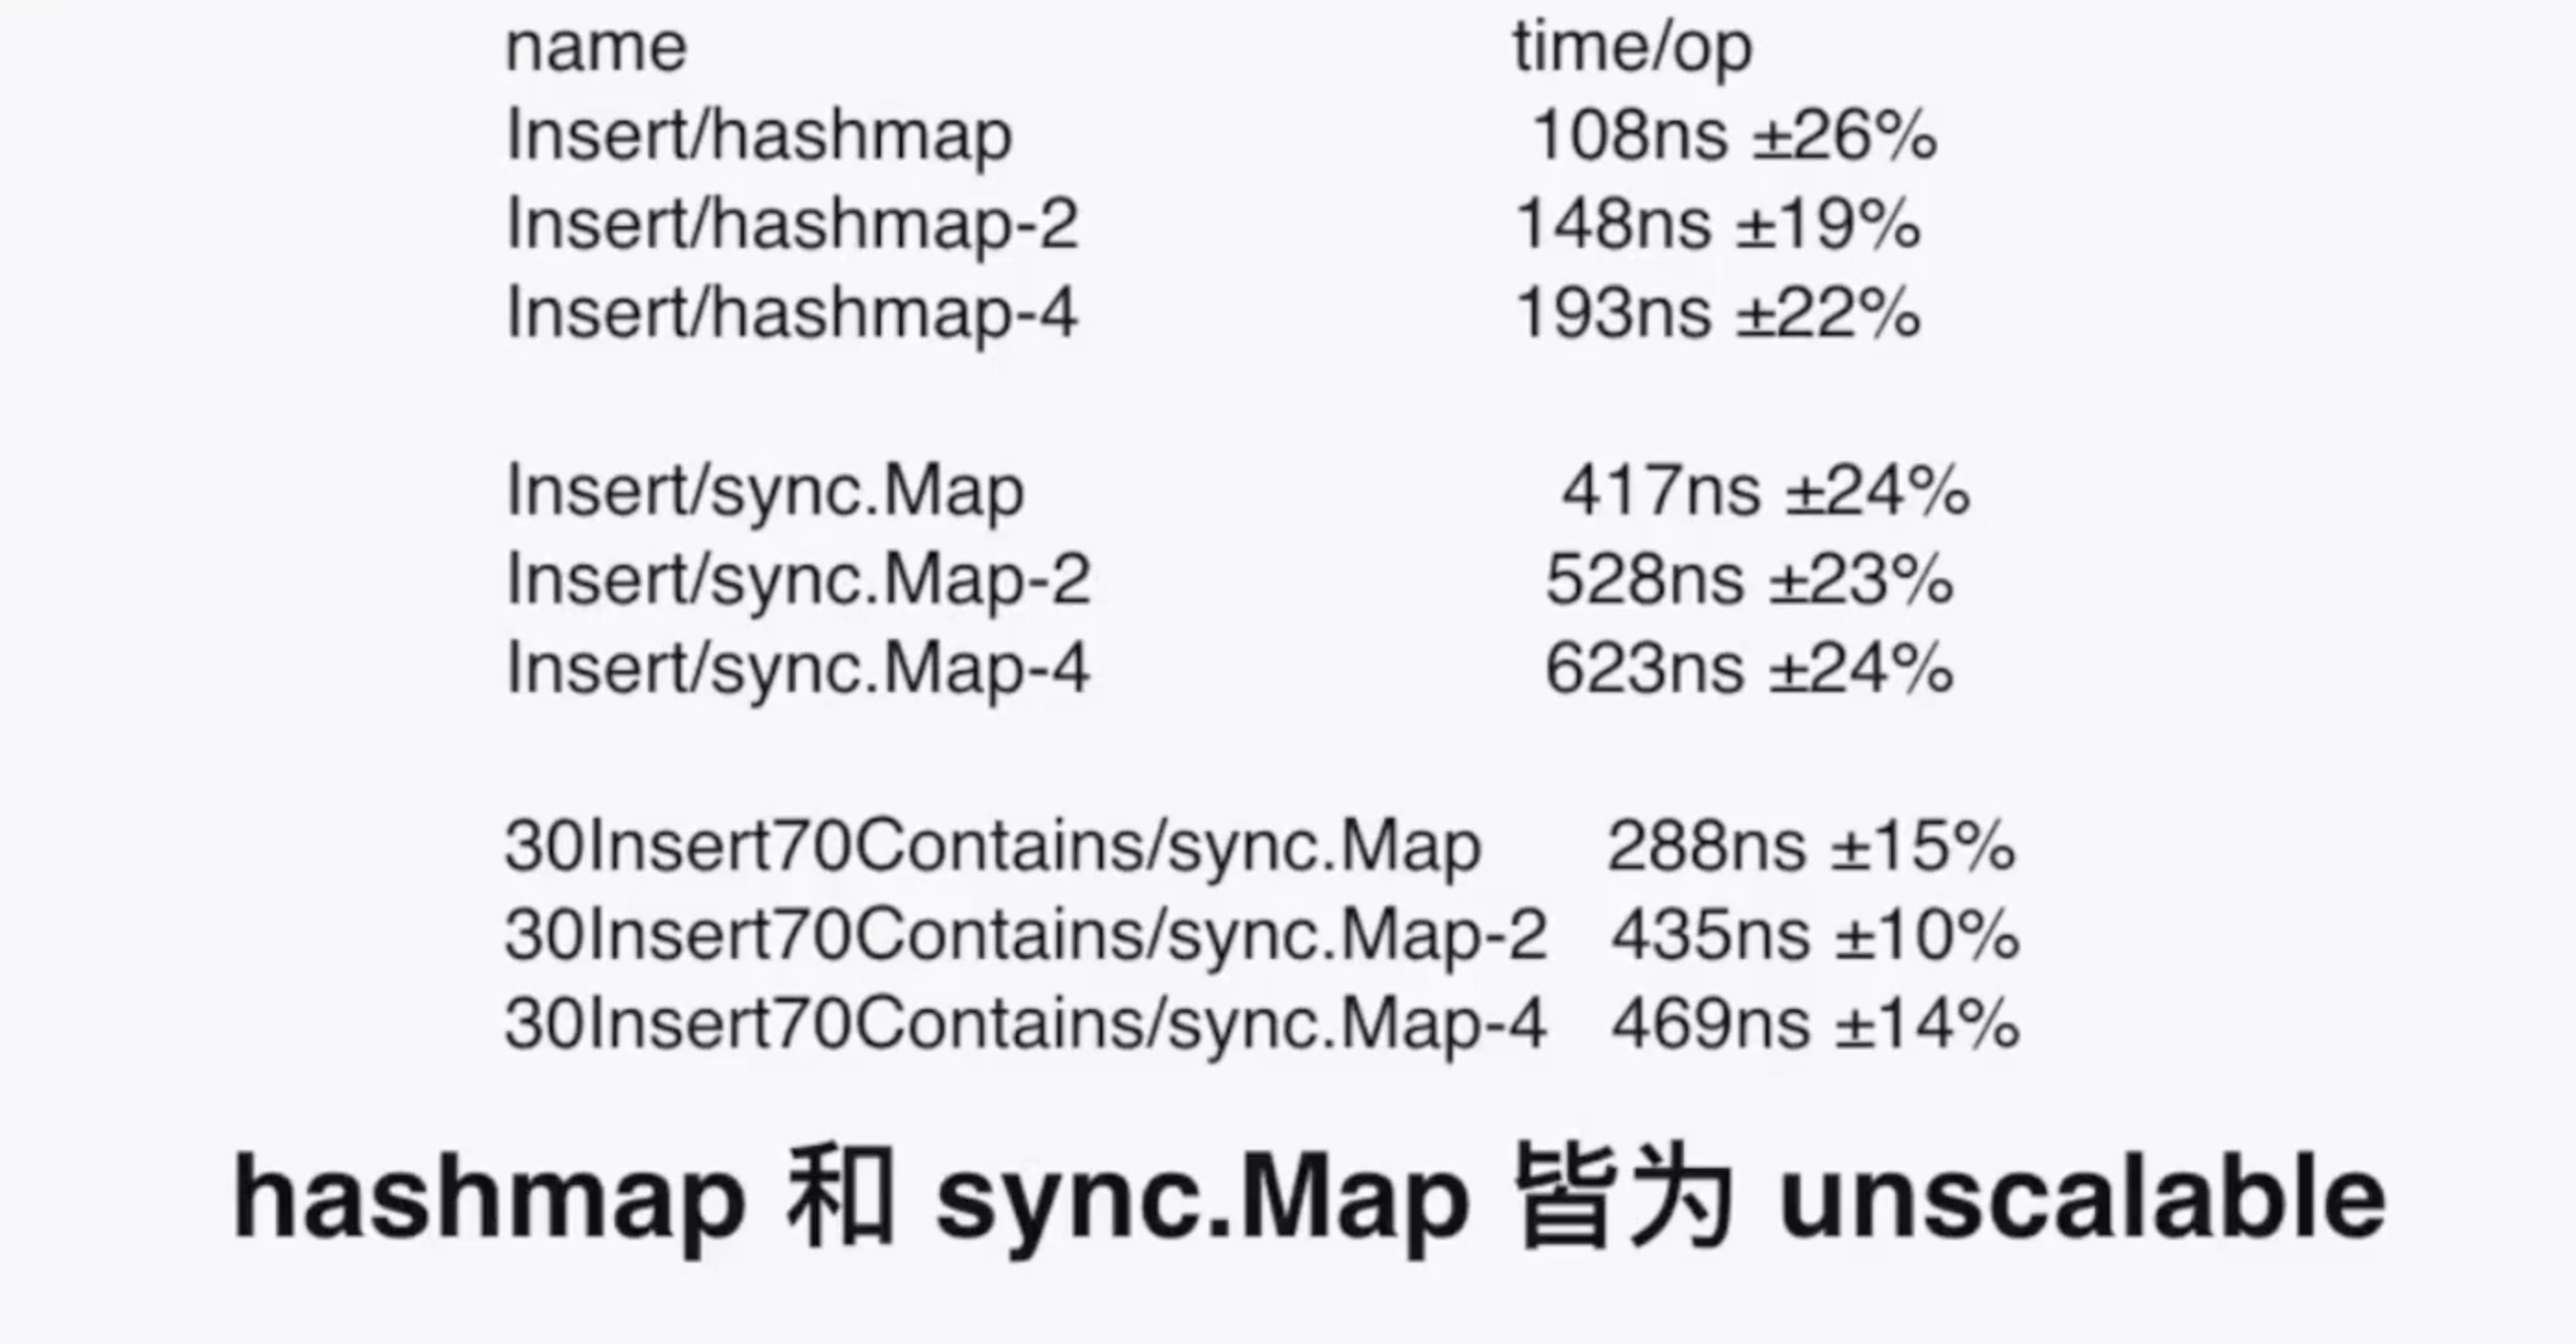 name time/op
Insert/hashmap 108ns ±26%
Insert/hashmap-2 148ns ±19%
Insert/hashmap-4 193ns ±22%
Insert/sync.Map 417ns ±24%
Insert/sync.Map-2 528ns ±23%
Insert/sync.Map-4 623ns ±24%
30Insert70Contains/sync.Map 288ns ±15%
30Insert70Contains/sync.Map-2 435ns ±10%
30Insert70Contains/sync.Map-4 469ns ±14%
hashmap 和 sync.Map 皆为 unscalable